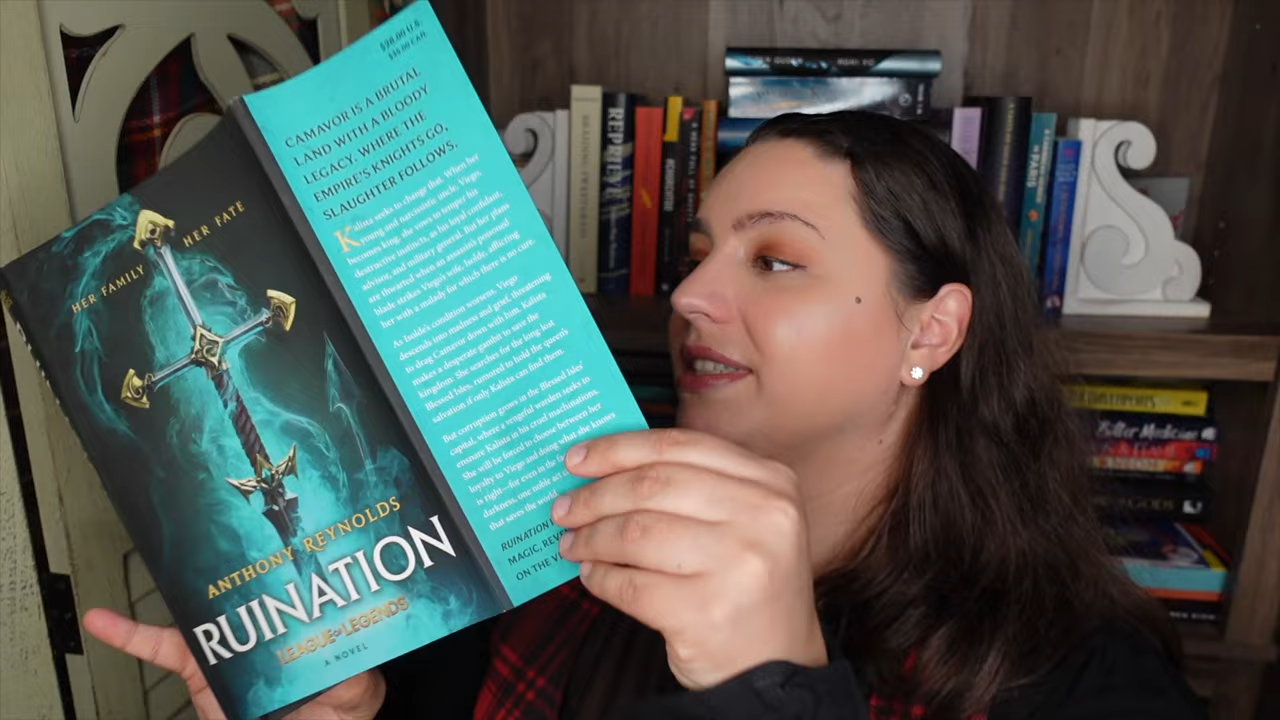 HER FAMILY HER FATE
ANTHONY REYNOLDS
RUINATION
LEAGUE OF LEGENDS
A NOVEL
CAMAVOR IS A BRUTAL
LAND WITH A BLOODY
LEGACY. WHERE THE
EMPIRE'S KNIGHTS GO,
SLAUGHTER FOLLOWS.
Kalista seeks to change that. When her
young and narcissistic uncle, Viego,
becomes king, she vows to temper his
destructive instincts, as his loyal confidant,
advisor, and military general. But her plans
are thwarted when an assassin's poisoned
blade strikes Viego's wife, Isolde, afflicting
her with a malady for which there is no cure.
As Isolde's condition worsens, Viego
descends into madness and grief, threatening
to drag Camavor down with him. Kalista
makes a desperate gambit to save the
kingdom. She searches for the long lost
Blessed Isles, rumored to hold the queen's
salvation if only Kalista can find them.
But corruption grows in the Blessed Isles'
capital, where a vengeful warden seeks to
ensnare Kalista in his cruel machinations.
She will be forced to choose between her
loyalty to Viego and doing what she knows
is right—for even in the
darkness, one noble act
that saves the world.
RUINATION
MAGIC,
ON THE
REPRIEVE
PARIS